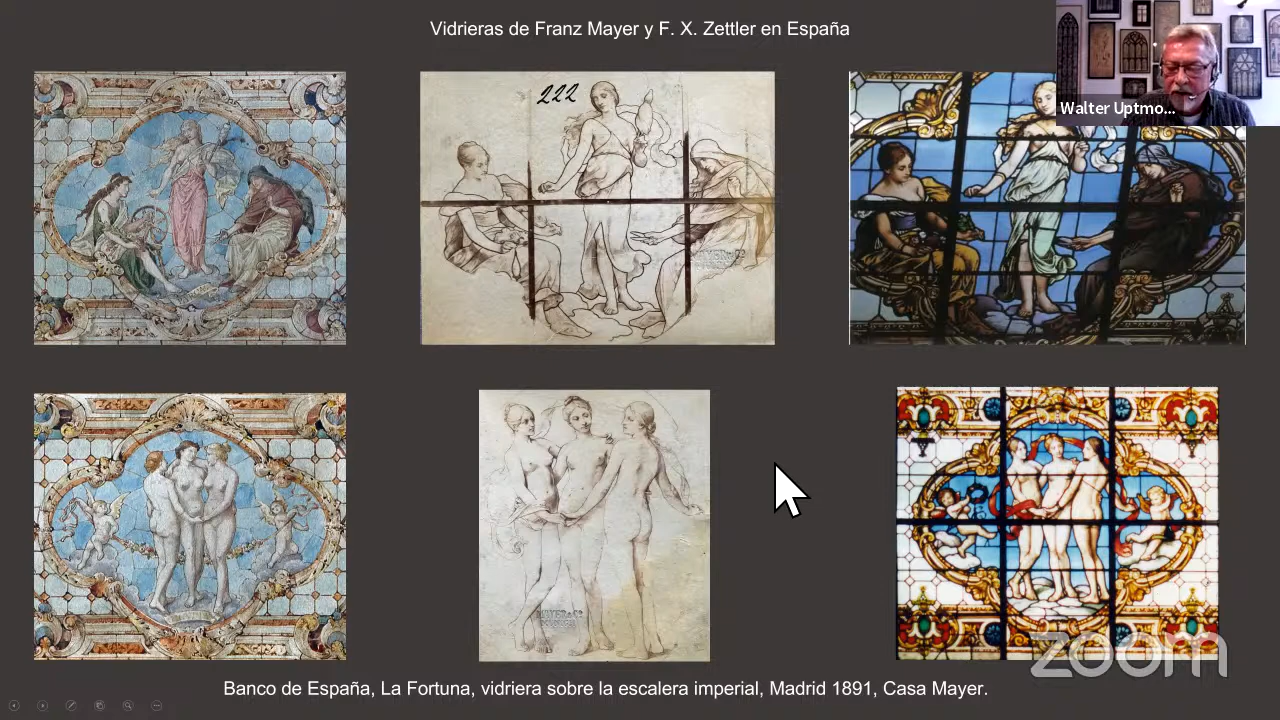 Vidrieras de Franz Mayer y F. X. Zettler en España
222
Walter Uptmo...
zoom
Banco de España, La Fortuna, vidriera sobre la escalera imperial, Madrid 1891, Casa Mayer.